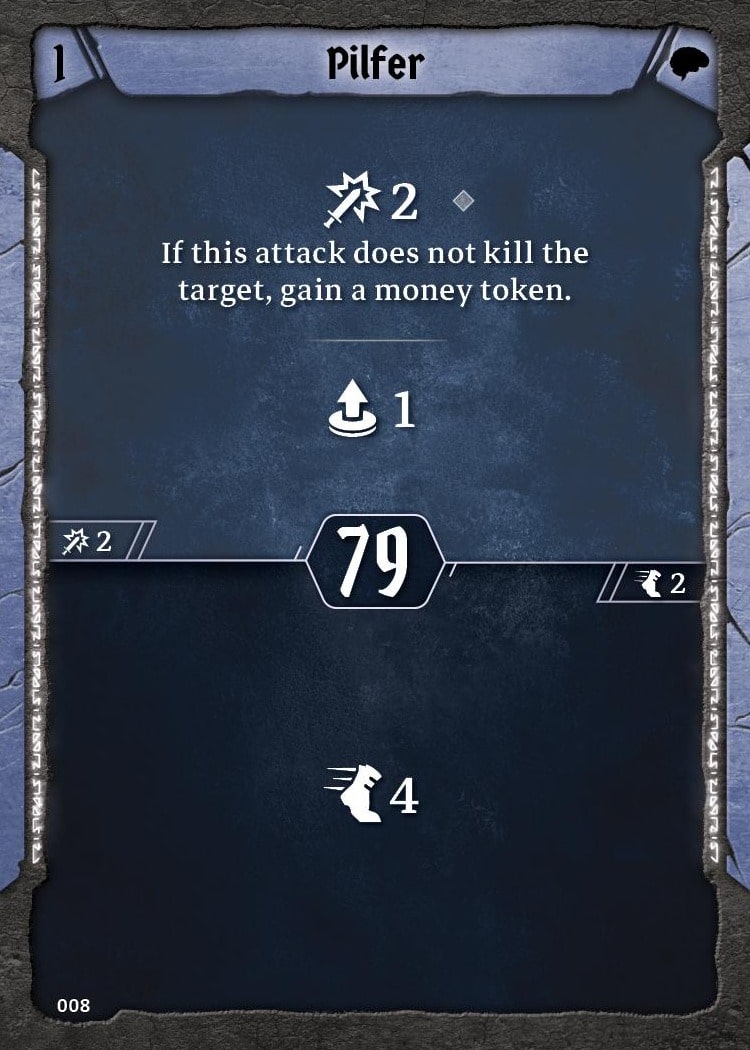 1
Pilfer
2
If this attack does not kill the
target, gain a money token.
1
2
79
2
4
008